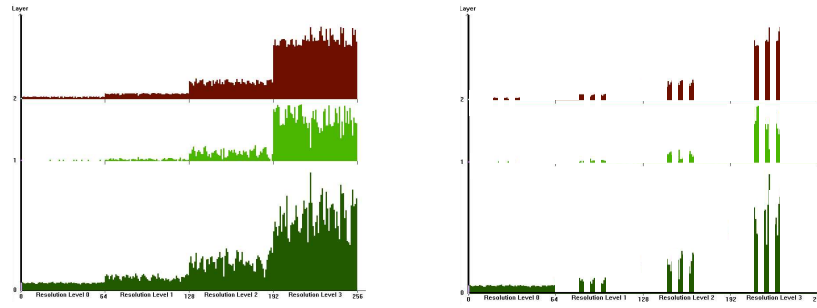 Layer
2
1
0
0 Resolution Level 0 64 Resolution Level 1 128 Resolution Level 2 192 Resolution Level 3 256
Layer
2
1
0
0 Resolution Level 0 64 Resolution Level 1 128 Resolution Level 2 192 Resolution Level 3 2